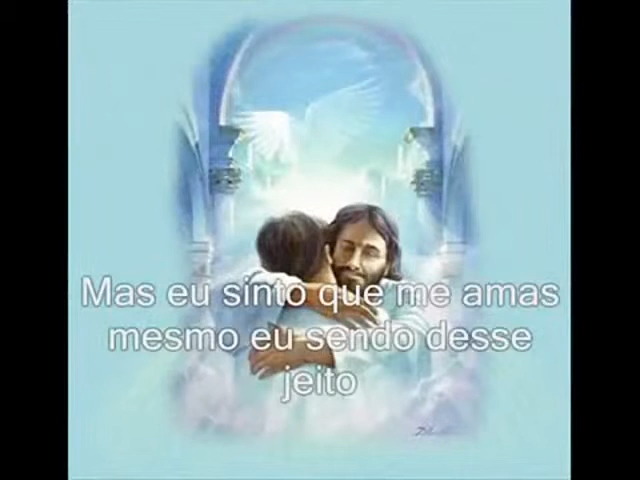 Mas eu sinto que me amas
mesmo eu sendo desse
jeito